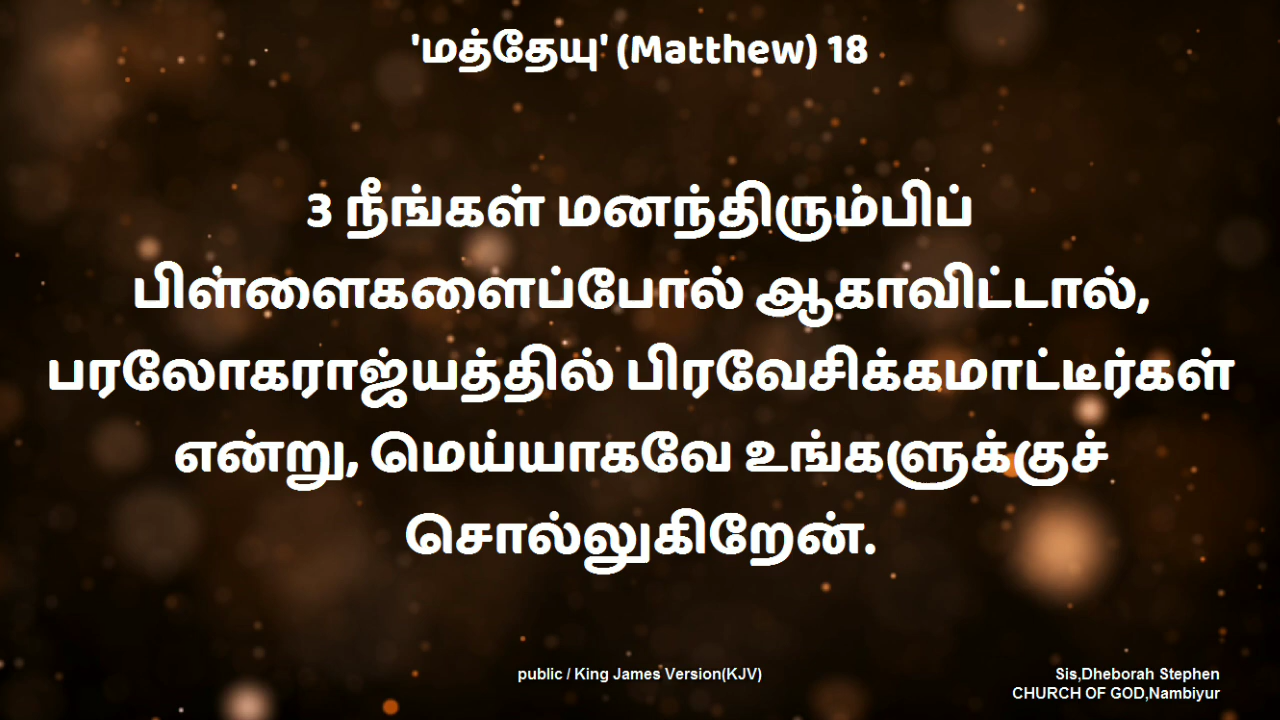 'மத்தேயு' (Matthew) 18
3 நீங்கள் மனந்திரும்பிப்
பிள்ளைகளைப்போல் ஆகாவிட்டால்,
பரலோகராஜ்யத்தில் பிரவேசிக்கமாட்டீர்கள்
என்று, மெய்யாகவே உங்களுக்குச்
சொல்லுகிறேன்.
public / King James Version(KJV)
Sis,Dheborah Stephen
CHURCH OF GOD,Nambiyur